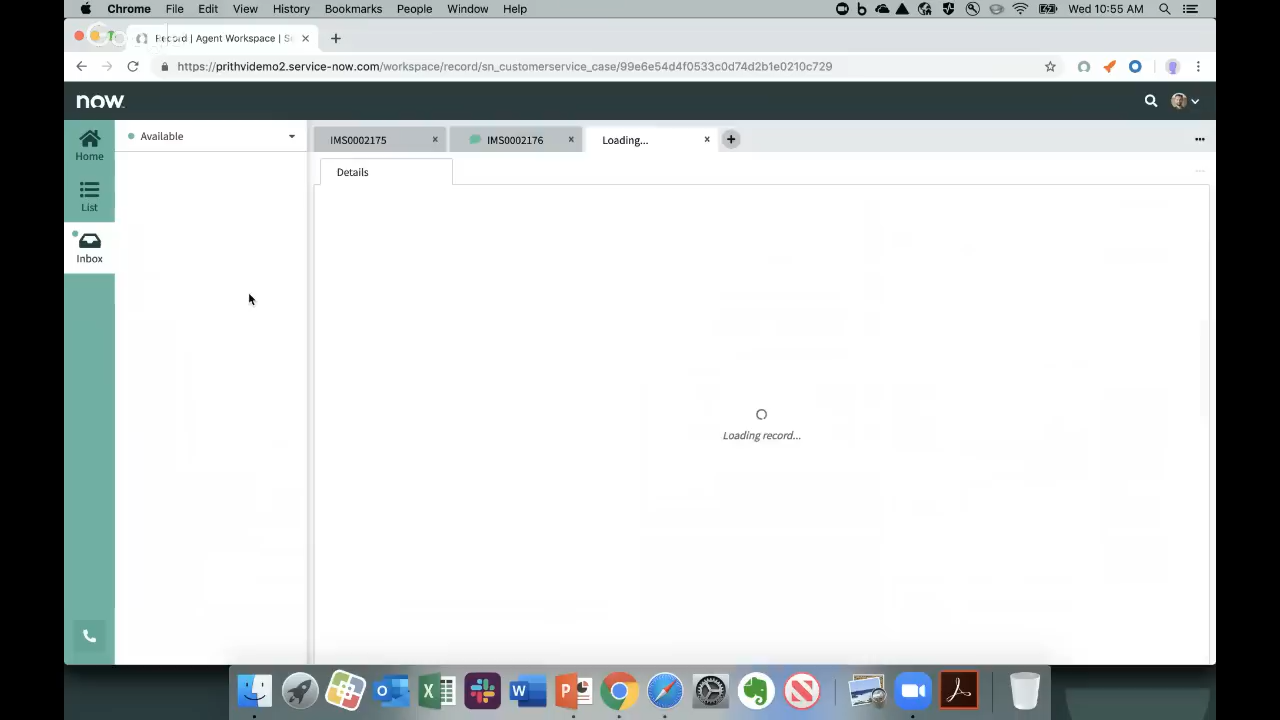 Chrome File Edit View History Bookmarks People Window Help Wed 10:55 AM
Record | Agent Workspace | S
https://prithvidemo2.service-now.com/workspace/record/sn_customerservice_case/99e6e54d4f0533c0d74d2b1e0210c729
now
Home
List
Inbox
Available
IMS0002175
IMS0002176
Loading...
Details
Loading record...